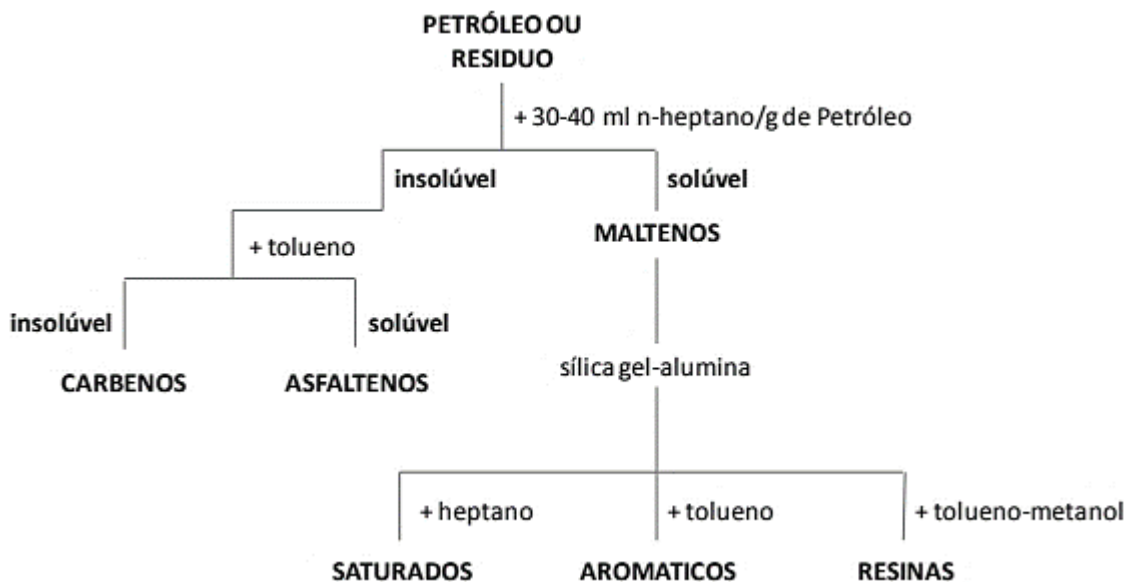 PETRÓLEO OU
RESIDUO
+ 30-40 ml n-heptano/g de Petróleo
insolúvel
solúvel
MALTENOS
+ tolueno
insolúvel
solúvel
CARBENOS
ASFALTENOS
sílica gel-alumina
+ heptano
+ tolueno
+ tolueno-metanol
SATURADOS
AROMATICOS
RESINAS